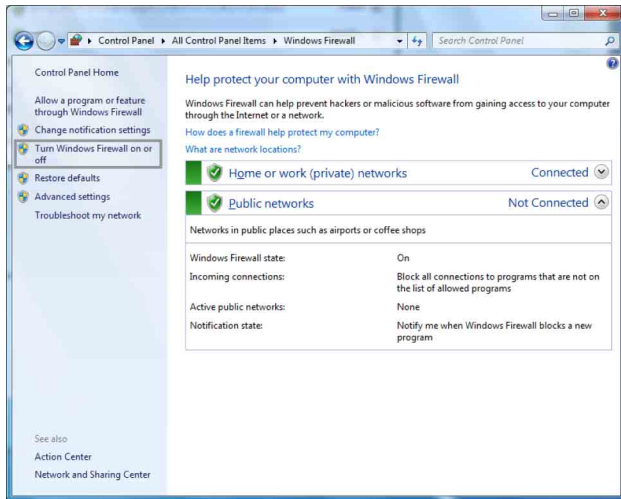 Control Panel ▸ All Control Panel Items ▸ Windows Firewall
Search Control Panel
Control Panel Home
Allow a program or feature
through Windows Firewall
Change notification settings
Turn Windows Firewall on or
off
Restore defaults
Advanced settings
Troubleshoot my network
See also
Action Center
Network and Sharing Center
Help protect your computer with Windows Firewall
Windows Firewall can help prevent hackers or malicious software from gaining access to your computer
through the Internet or a network.
How does a firewall help protect my computer?
What are network locations?
Home or work (private) networks Connected
Public networks Not Connected
Networks in public places such as airports or coffee shops
Windows Firewall state: On
Incoming connections: Block all connections to programs that are not on
the list of allowed programs
Active public networks: None
Notification state: Notify me when Windows Firewall blocks a new
program